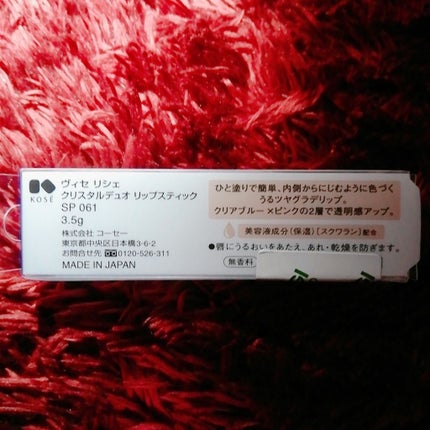 KOSÉ
ヴィセ リシェ
クリスタルデュオ リップスティック
SP 061
3.5g
株式会社 コーセー
東京都中央区日本橋3-6-2
お問合せ先 0120-526-311
MADE IN JAPAN
ひと塗りで簡単、内側からにじむように色づく
うるツヤグラデリップ。
クリアブルー×ピンクの2層で透明感アップ。
美容液成分(保湿)[スクワラン]配合
●唇にうるおいをあたえ、あれ・乾燥を防ぎます。
無香料